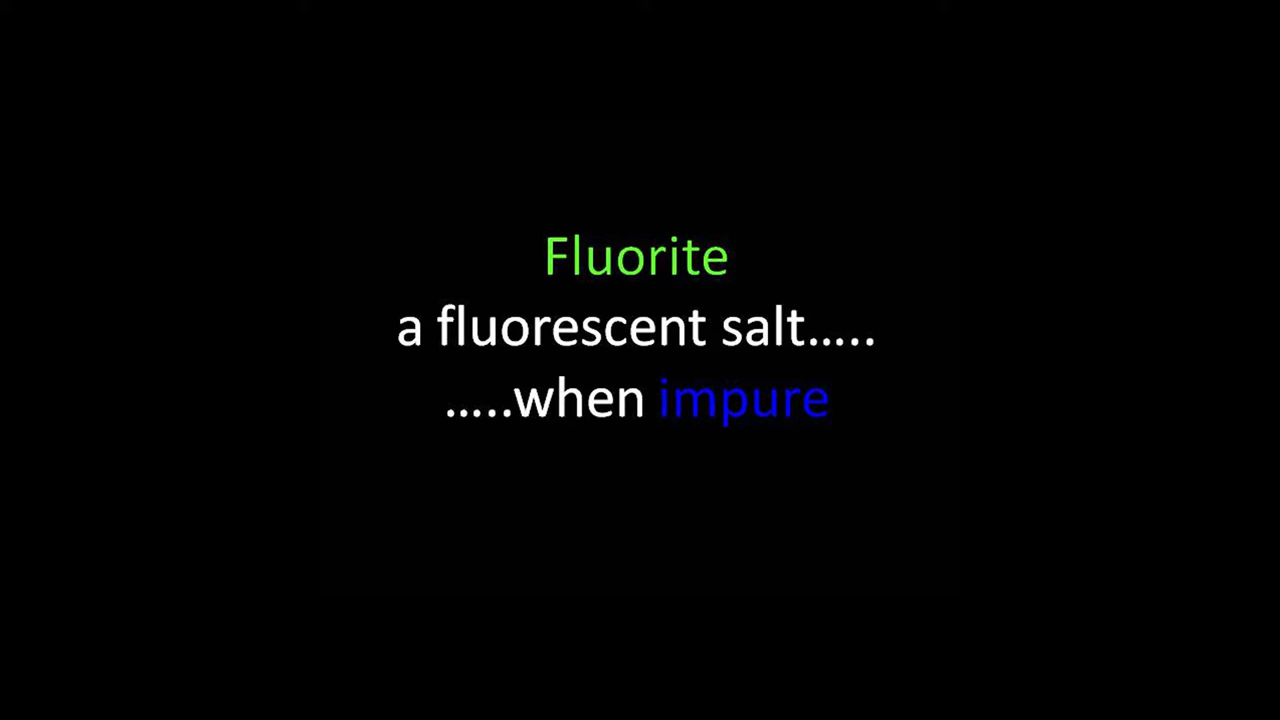 Fluorite
a fluorescent salt…..
…..when impure